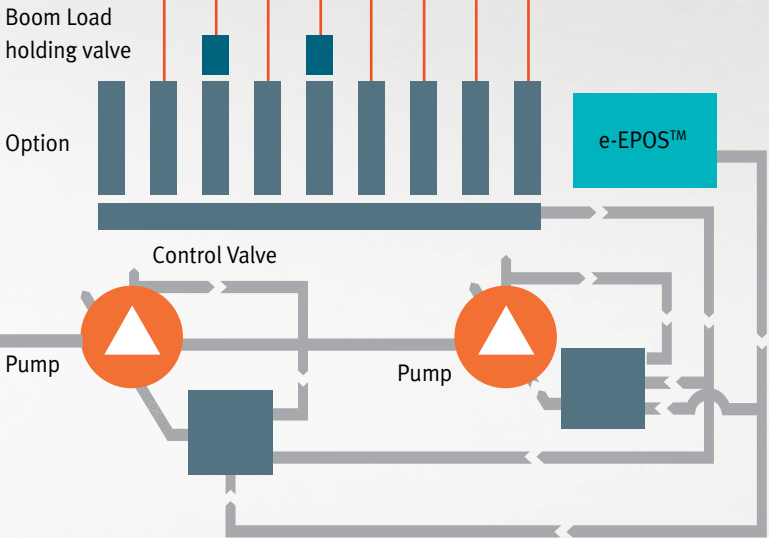 Boom Load
holding valve
Option
e-EPOS™
Control Valve
Pump
Pump